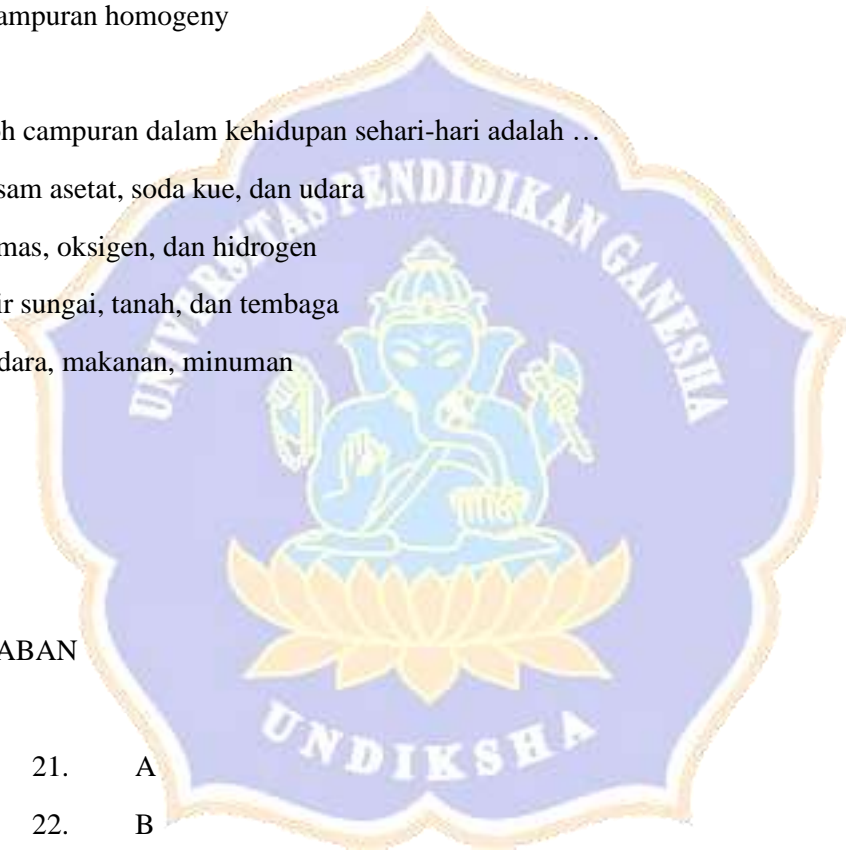 ampuran homogeny
h campuran dalam kehidupan sehari-hari adalah …
sam asetat, soda kue, dan udara
mas, oksigen, dan hidrogen
ir sungai, tanah, dan tembaga
dara, makanan, minuman
UNIVERSITAS PENDIDIKAN GANESHA
UNDIKSHA
ABAN
21. A
22. B